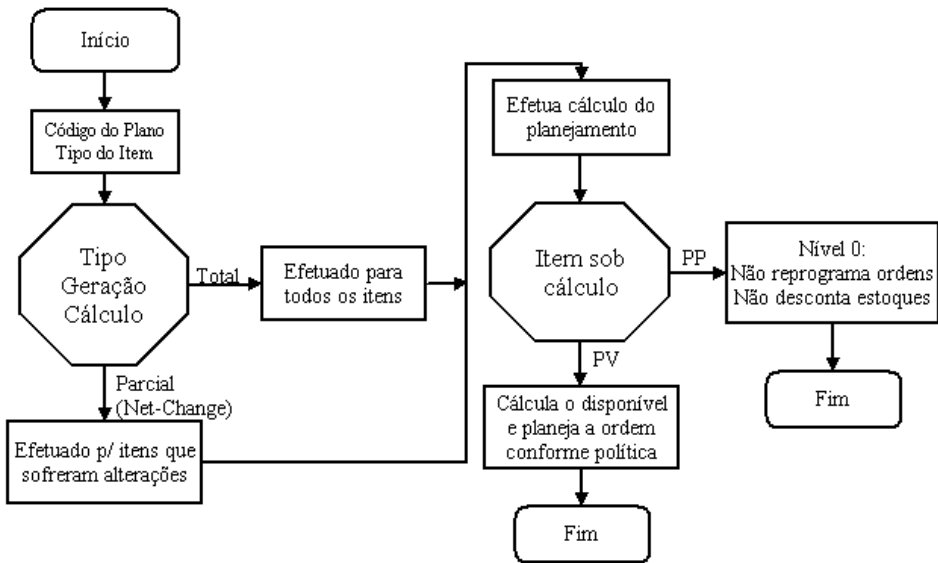 Início
Código do Plano
Tipo do Item
Tipo
Geração
Cálculo
Total
Efetuado para
todos os itens
Parcial
(Net-Change)
Efetuado p/ itens que
sofreram alterações
Efetua cálculo do
planejamento
Item sob
cálculo
PP
Nível 0:
Não reprograma ordens
Não desconta estoques
Fim
PV
Cálcula o disponível
e planeja a ordem
conforme política
Fim